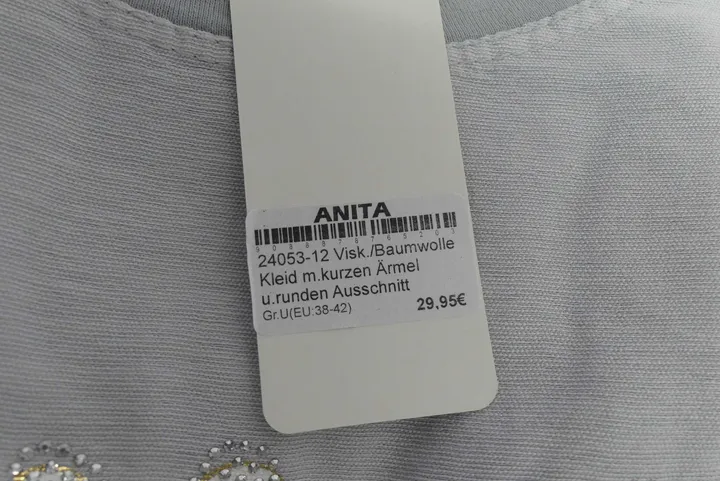 ANITA
24053-12 Visk./Baumwolle
Kleid m.kurzen Ärmel
u.runden Ausschnitt
Gr.U(EU:38-42) 29,95€